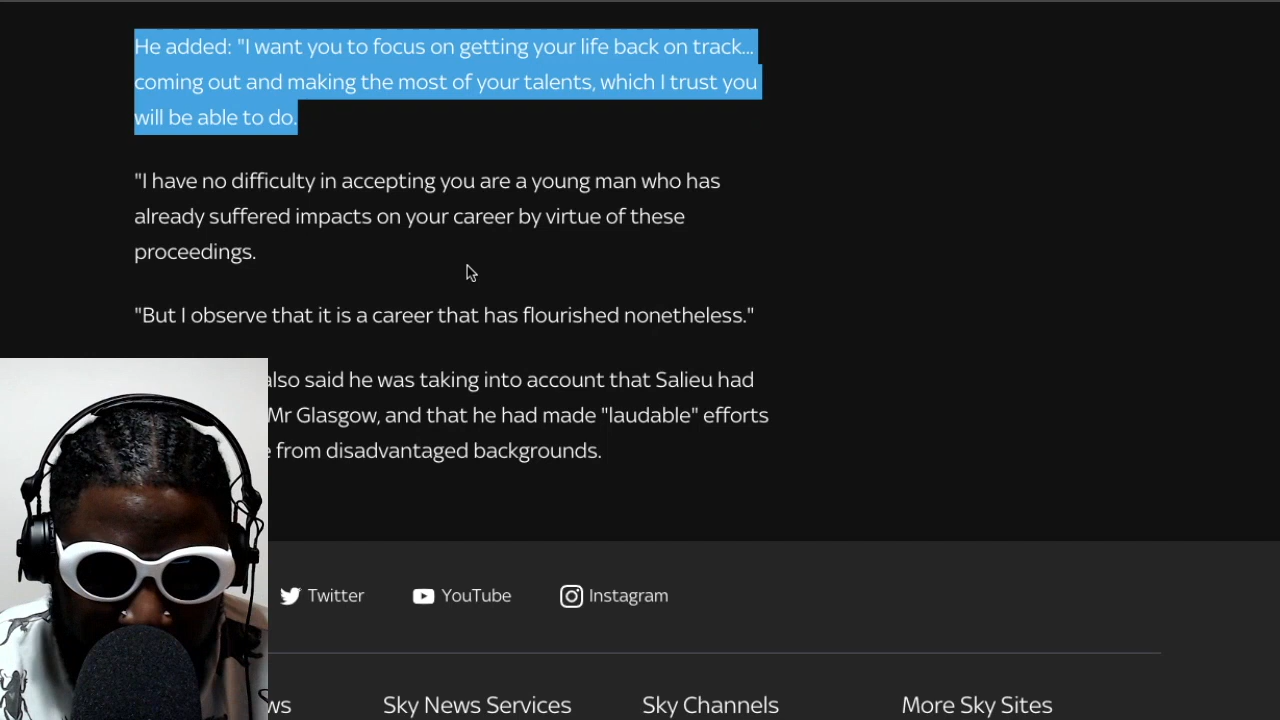 He added: "I want you to focus on getting your life back on track...
coming out and making the most of your talents, which I trust you
will be able to do.
"I have no difficulty in accepting you are a young man who has
already suffered impacts on your career by virtue of these
proceedings.
"But I observe that it is a career that has flourished nonetheless."
also said he was taking into account that Salieu had
Mr Glasgow, and that he had made "laudable" efforts
from disadvantaged backgrounds.
Twitter YouTube Instagram
Sky News Services Sky Channels More Sky Sites